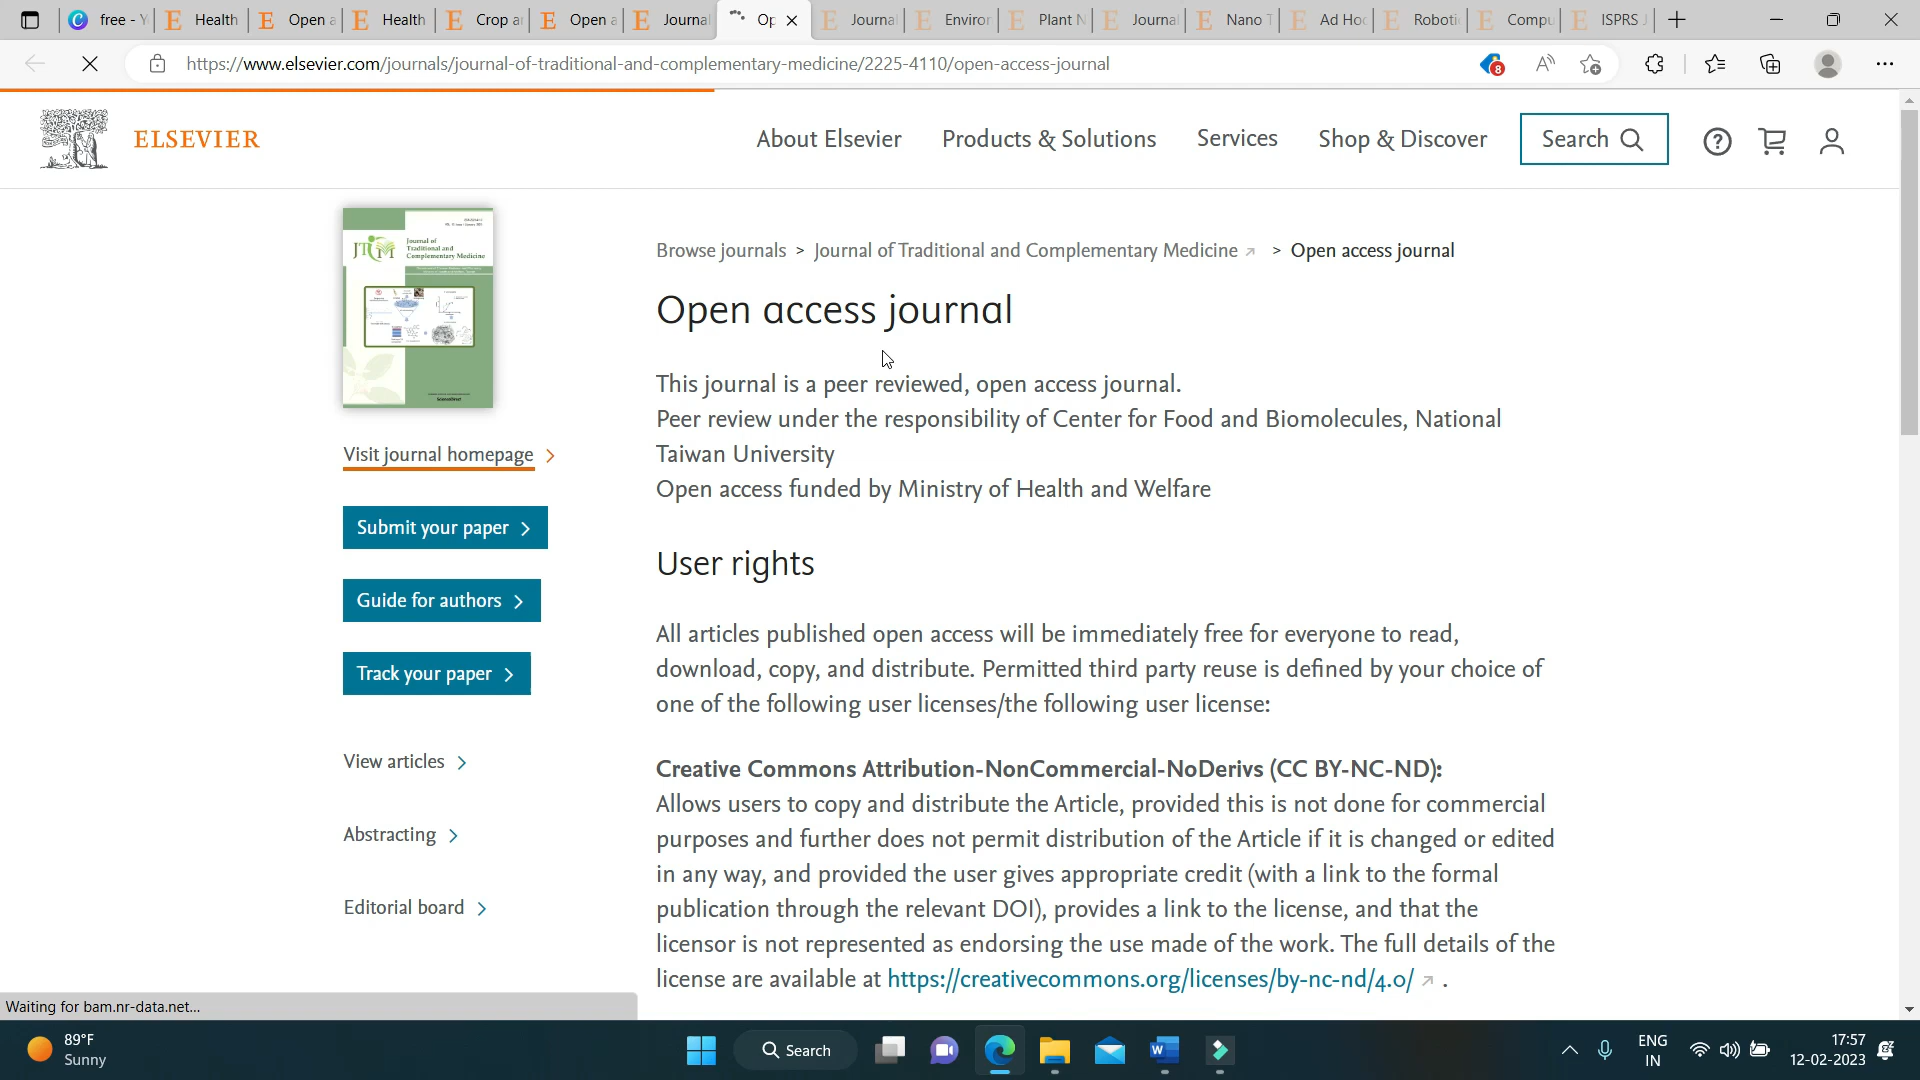 free - Y
Health
Open a
Health
Crop a
Open a
Journal
Op
Journal
Enviror
Plant N
Journal
Nano T
Ad Hoc
Roboti
Compu
ISPRS J
https://www.elsevier.com/journals/journal-of-traditional-and-complementary-medicine/2225-4110/open-access-journal
8
ELSEVIER
About Elsevier
Products & Solutions
Services
Shop & Discover
Search
Journal of
Traditional and
Complementary Medicine
Visit journal homepage
Submit your paper
Guide for authors
Track your paper
View articles
Abstracting
Editorial board
Browse journals > Journal of Traditional and Complementary Medicine > Open access journal
Open access journal
This journal is a peer reviewed, open access journal.
Peer review under the responsibility of Center for Food and Biomolecules, National
Taiwan University
Open access funded by Ministry of Health and Welfare
User rights
All articles published open access will be immediately free for everyone to read,
download, copy, and distribute. Permitted third party reuse is defined by your choice of
one of the following user licenses/the following user license:
Creative Commons Attribution-NonCommercial-NoDerivs (CC BY-NC-ND):
Allows users to copy and distribute the Article, provided this is not done for commercial
purposes and further does not permit distribution of the Article if it is changed or edited
in any way, and provided the user gives appropriate credit (with a link to the formal
publication through the relevant DOI), provides a link to the license, and that the
licensor is not represented as endorsing the use made of the work. The full details of the
license are available at https://creativecommons.org/licenses/by-nc-nd/4.0/ .
Waiting for bam.nr-data.net...
89°F
Sunny
Search
ENG
IN
17:57
12-02-2023